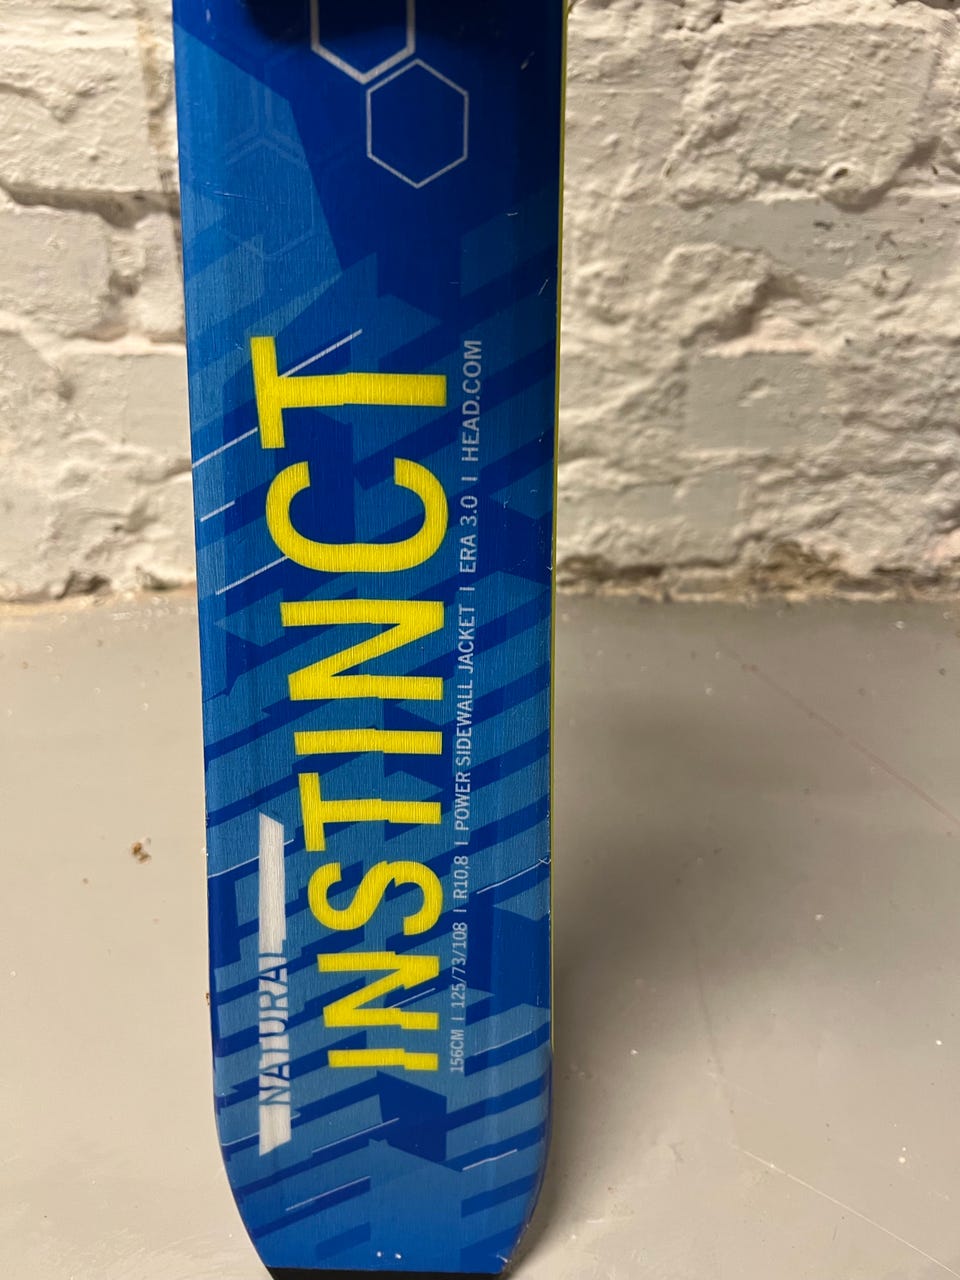 NATURAL
INSTINCT
156CM | 125/73/108 | R10,8 | POWER SIDEWALL JACKET | ERA 3.0 | HEAD.COM